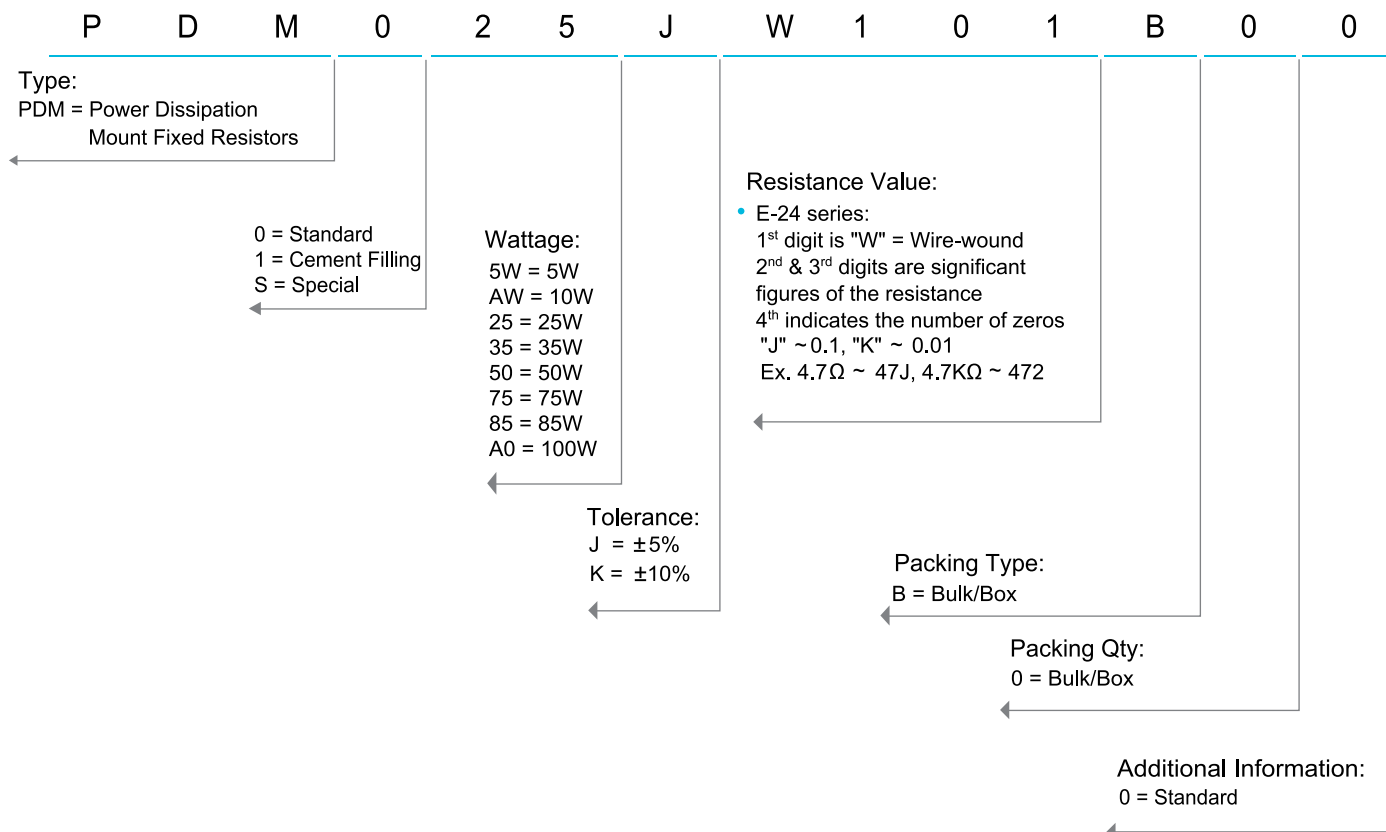 P D M 0 2 5 J W 1 0 1 B 0 0
Type:
PDM = Power Dissipation
Mount Fixed Resistors
0 = Standard
1 = Cement Filling
S = Special
Wattage:
5W = 5W
AW = 10W
25 = 25W
35 = 35W
50 = 50W
75 = 75W
85 = 85W
A0 = 100W
Tolerance:
J = ±5%
K = ±10%
Resistance Value:
• E-24 series:
1st digit is "W" = Wire-wound
2nd & 3rd digits are significant
figures of the resistance
4th indicates the number of zeros
"J" ~ 0.1, "K" ~ 0.01
Ex. 4.7Ω ~ 47J, 4.7KΩ ~ 472
Packing Type:
B = Bulk/Box
Packing Qty:
0 = Bulk/Box
Additional Information:
0 = Standard